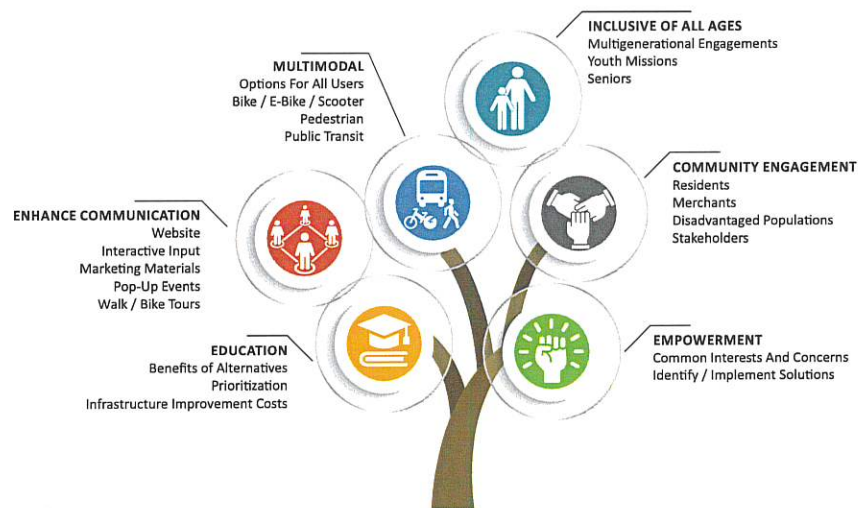 INCLUSIVE OF ALL AGES
Multigenerational Engagements
Youth Missions
Seniors
MULTIMODAL
Options For All Users
Bike / E-Bike / Scooter
Pedestrian
Public Transit
COMMUNITY ENGAGEMENT
Residents
Merchants
Disadvantaged Populations
Stakeholders
ENHANCE COMMUNICATION
Website
Interactive Input
Marketing Materials
Pop-Up Events
Walk / Bike Tours
EDUCATION
Benefits of Alternatives
Prioritization
Infrastructure Improvement Costs
EMPOWERMENT
Common Interests And Concerns
Identify / Implement Solutions